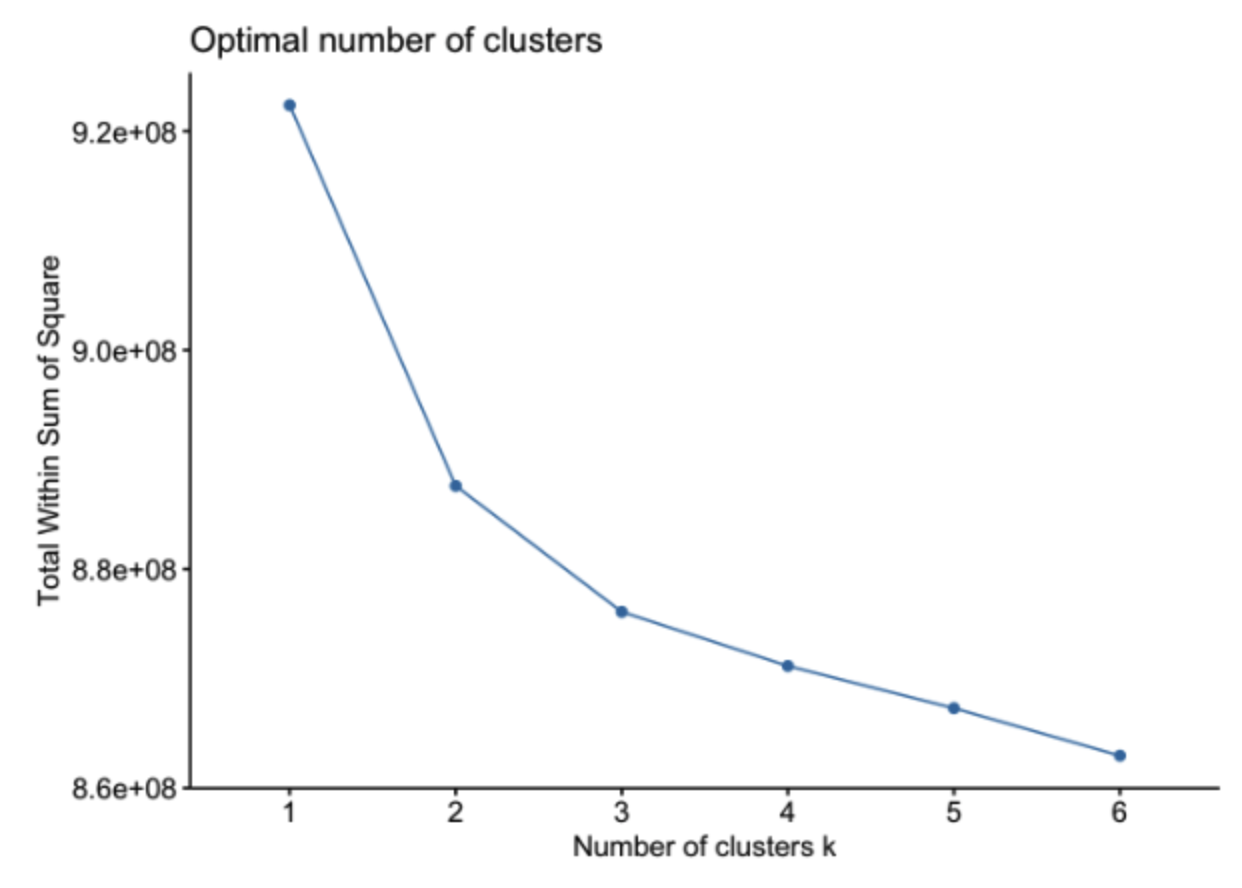 Optimal number of clusters
Total Within Sum of Square
9.2e+08
9.0e+08
8.8e+08
8.6e+08
1 2 3 4 5 6
Number of clusters k